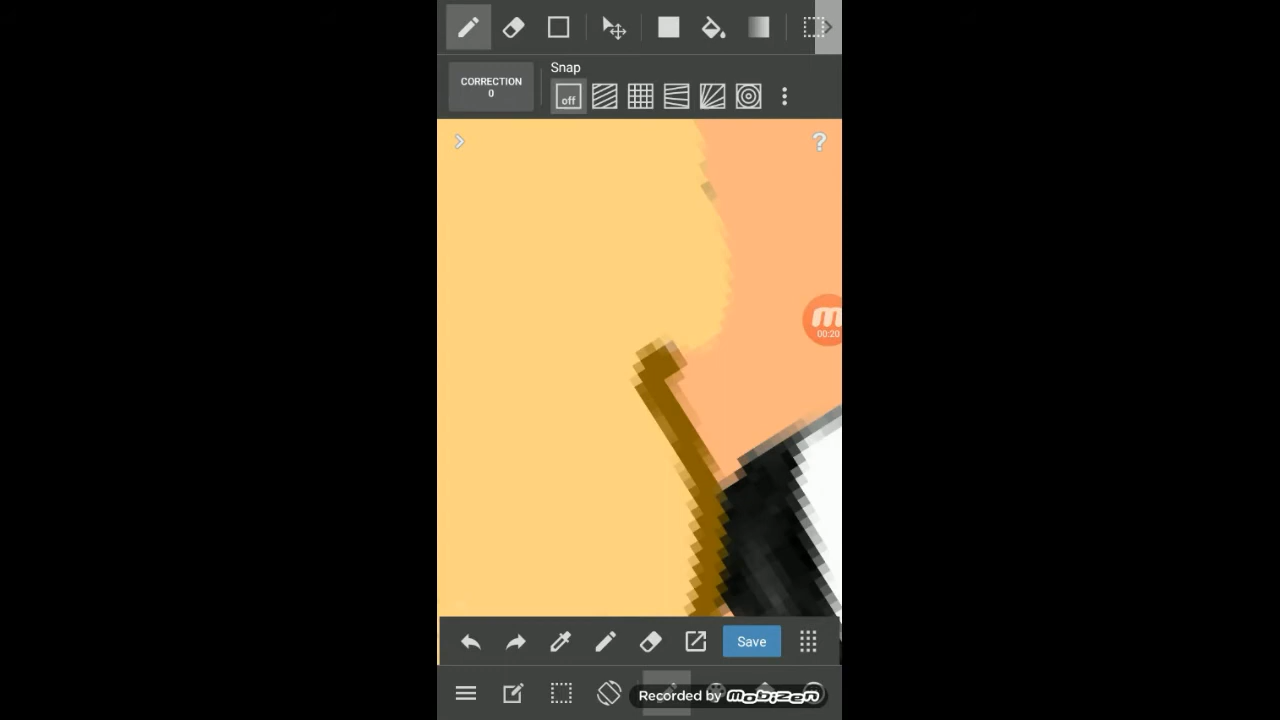 CORRECTION
0
Snap
off
?
00:20
Save
Recorded by mobizen